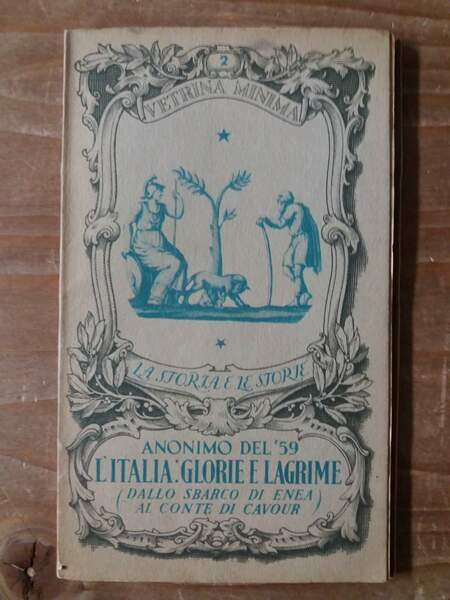 2
VETRINA MINIMA
LA STORIA E LE STORIE
ANONIMO DEL '59
L'ITALIA: GLORIE E LAGRIME
(DALLO SBARCO DI ENEA
AL CONTE DI CAVOUR)